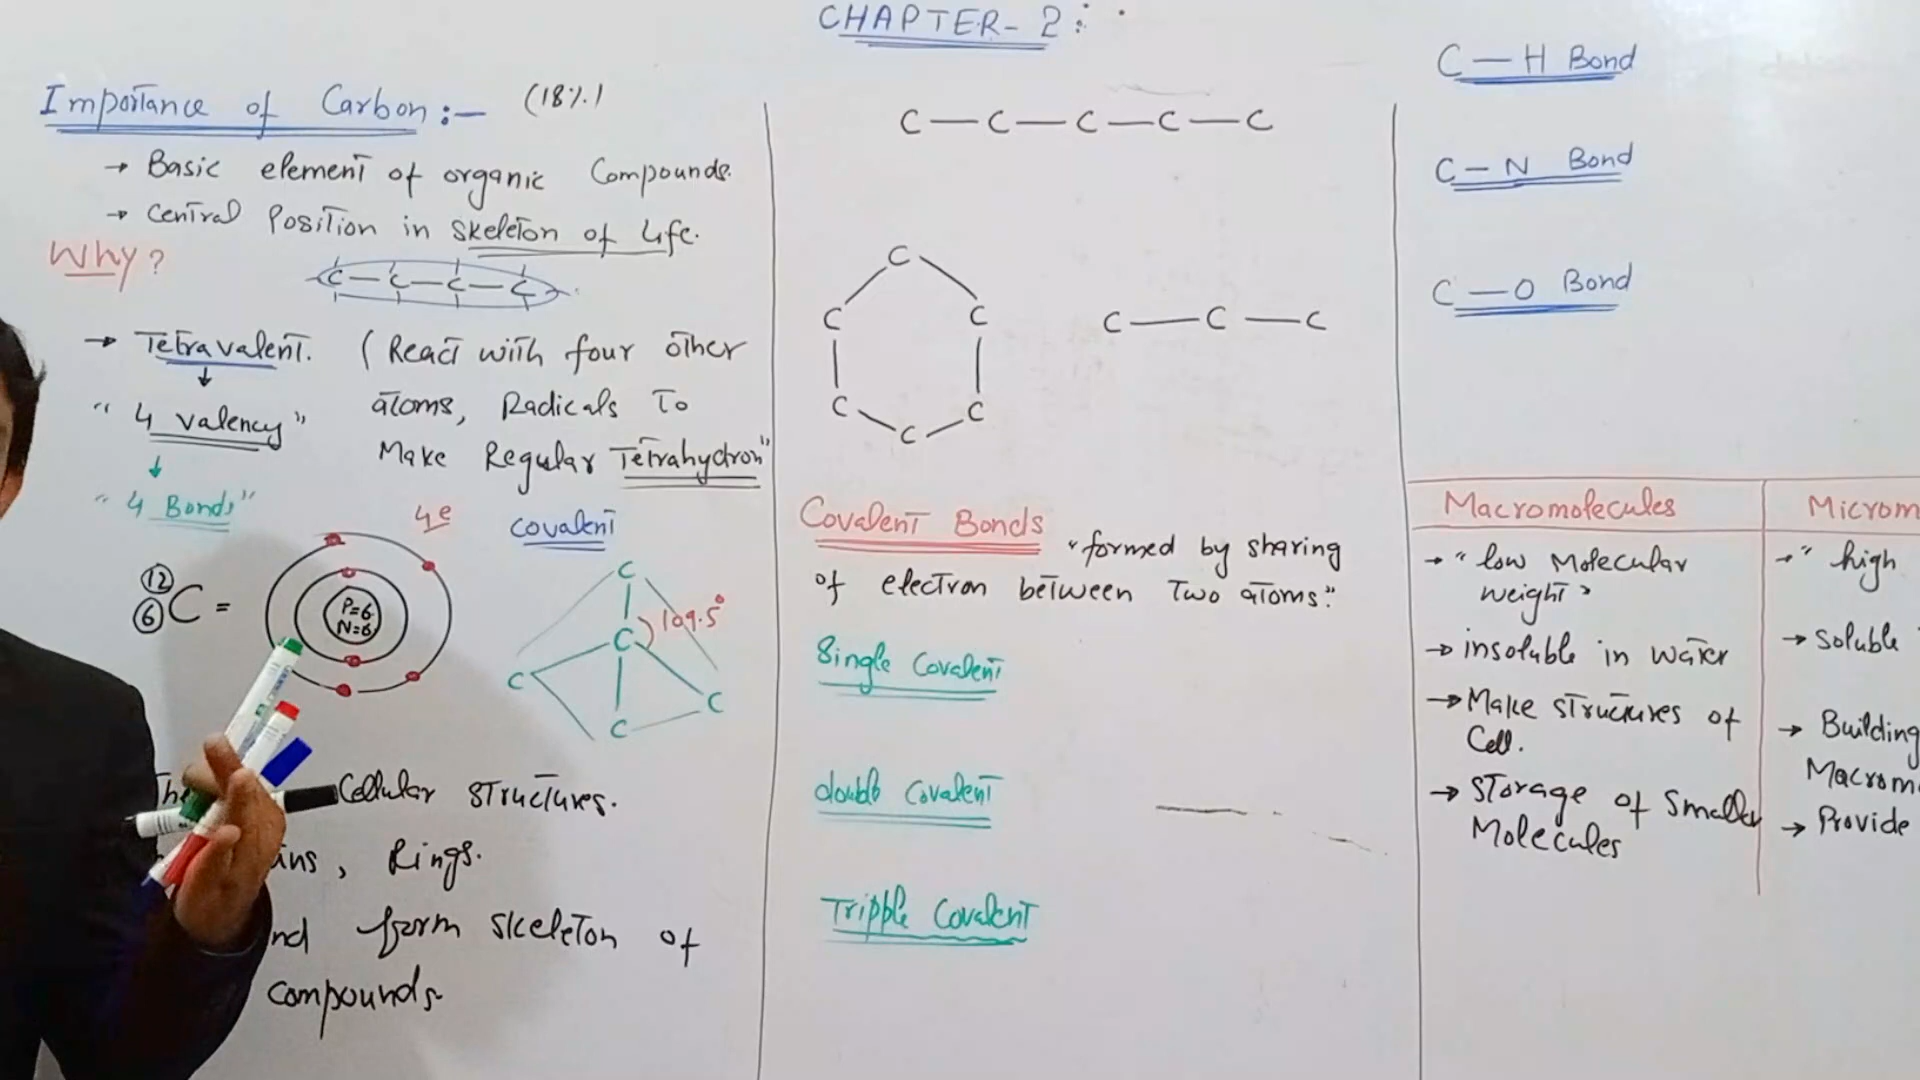 CHAPTER-2:
Importance of Carbon:- (18%)
→ Basic element of organic Compounds.
→ Central Position in skeleton of life.
Why?
C-C-C-C
→ Tetravalent. (React with four other
atoms, Radicals To
Make Regular Tetrahydron"
"4 valency"
"4 Bonds"
4e
covalent
12
6 C =
P=6
N=6
C
C 109.5°
C
C
C
Cellular structures.
, Rings.
form skeleton of
compounds
C-C-C-C-C
C
C C
C C
C
C-C-C
Covalent Bonds "formed by sharing
of electron between Two atoms."
Single Covalent
double Covalent
Tripple Covalent
C-H Bond
C-N Bond
C-O Bond
Macromolecules
→ "low Molecular
weight"
→ insoluble in water
→ Make structures of
Cell.
→ Storage of Smaller
Molecules
Microm
→ "high
→ Soluble
→ Building
Macrom
→ Provide